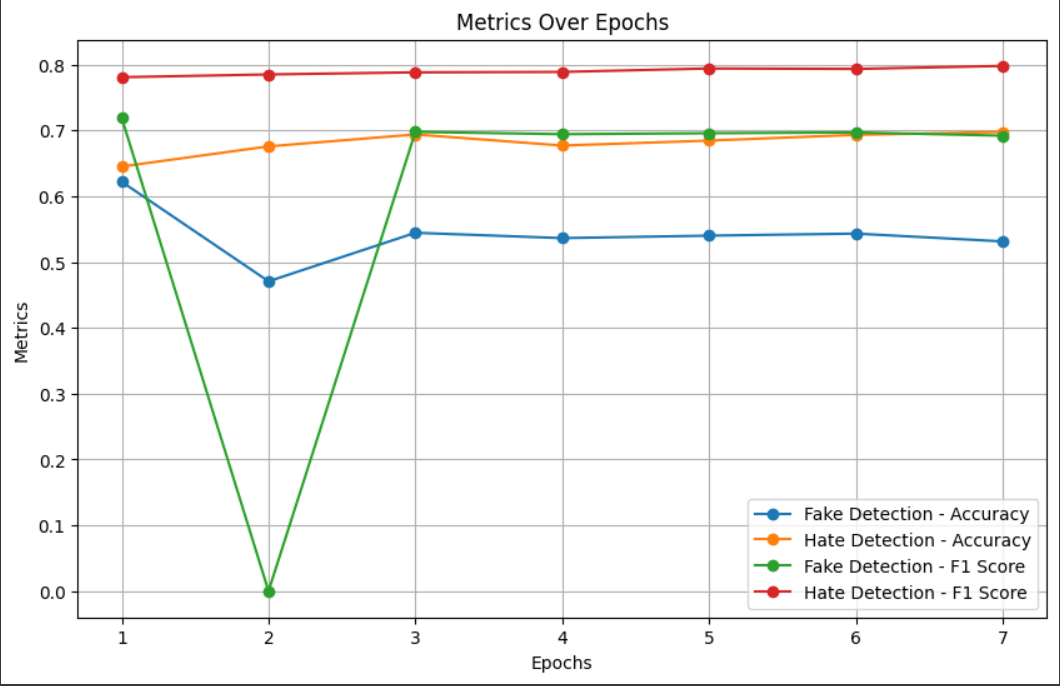 Metrics Over Epochs
0.8
0.7
0.6
0.5
0.4
0.3
0.2
0.1
0.0
Metrics
Fake Detection - Accuracy
Hate Detection - Accuracy
Fake Detection - F1 Score
Hate Detection - F1 Score
1 2 3 4 5 6 7
Epochs